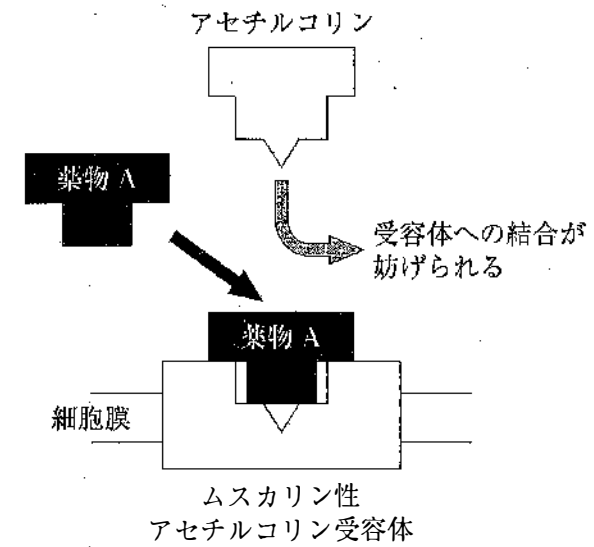 アセチルコリン
薬物 A
受容体への結合が
妨げられる
薬物 A
細胞膜
ムスカリン性
アセチルコリン受容体